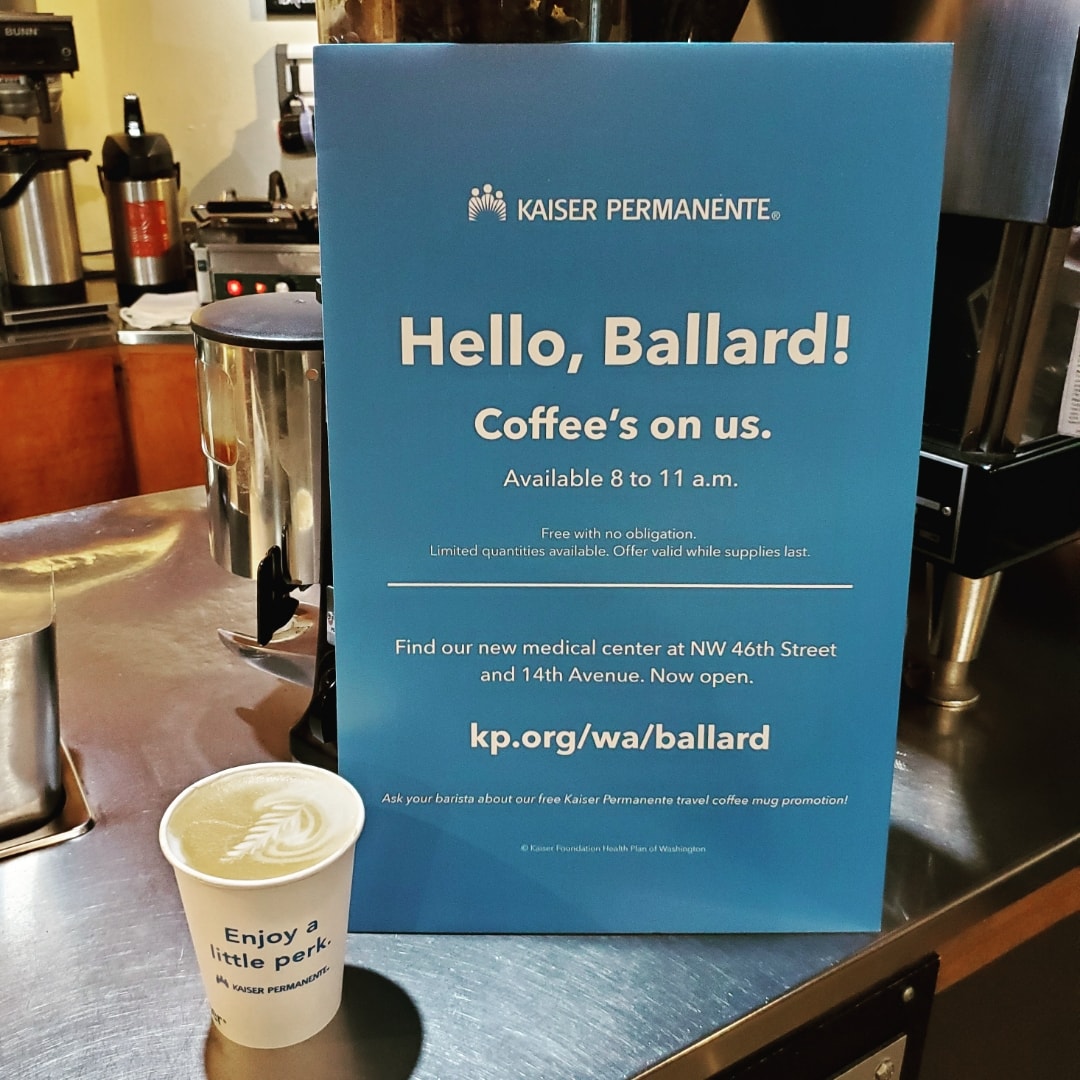 BUNN
KAISER PERMANENTE®
Hello, Ballard!
Coffee's on us.
Available 8 to 11 a.m.
Free with no obligation.
Limited quantities available. Offer valid while supplies last.
Find our new medical center at NW 46th Street
and 14th Avenue. Now open.
kp.org/wa/ballard
Ask your barista about our free Kaiser Permanente travel coffee mug promotion!
© Kaiser Foundation Health Plan of Washington
Enjoy a
little perk.
KAISER PERMANENTE®